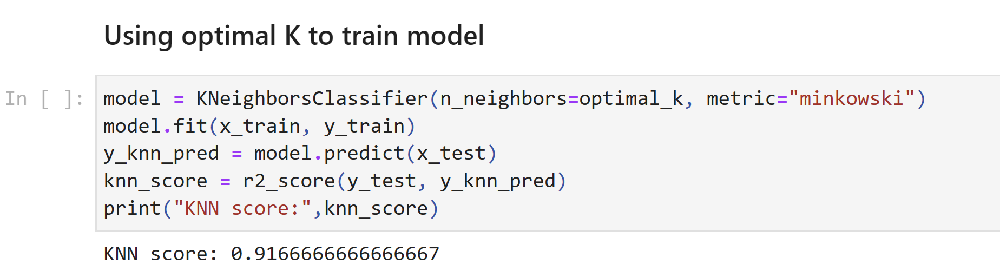 Using optimal K to train model
In [ ]:
model = KNeighborsClassifier(n_neighbors=optimal_k, metric="minkowski")
model.fit(x_train, y_train)
y_knn_pred = model.predict(x_test)
knn_score = r2_score(y_test, y_knn_pred)
print("KNN score:",knn_score)
KNN score: 0.9166666666666667